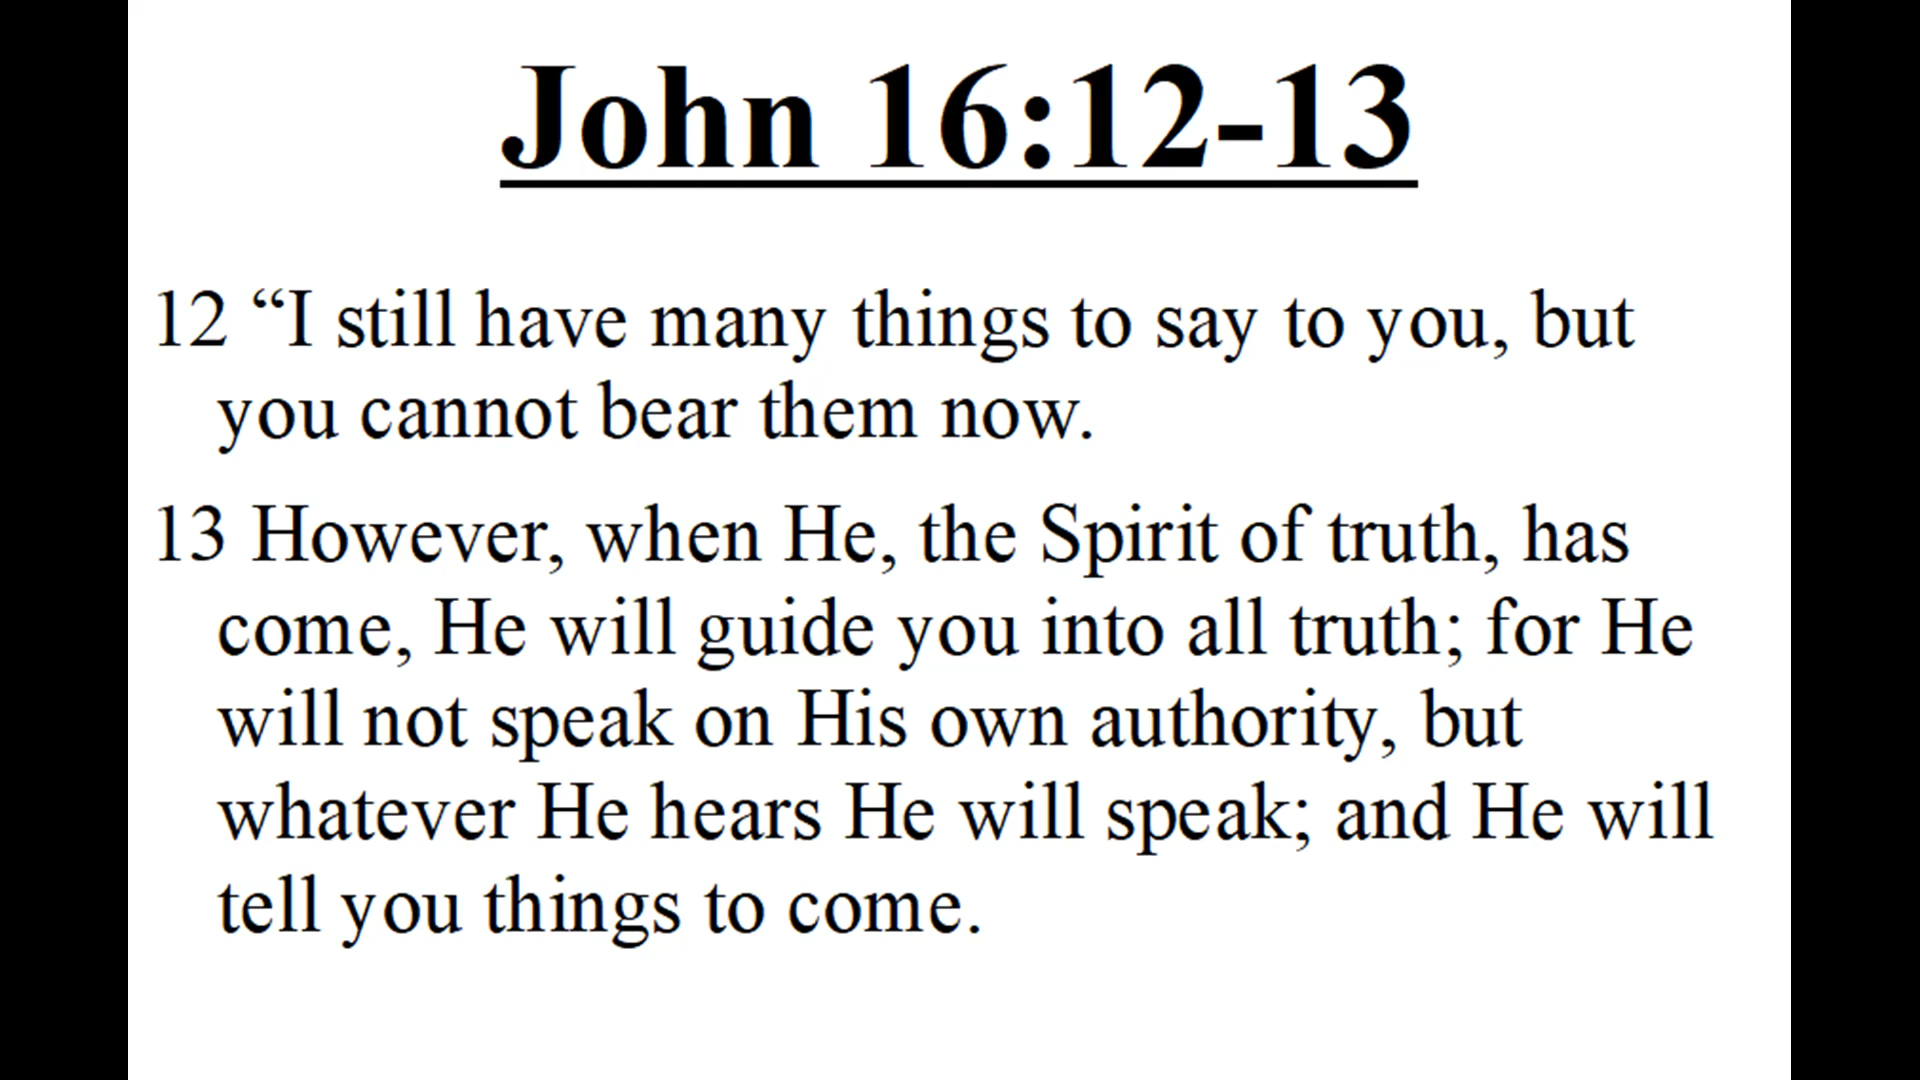 John 16:12-13
12 “I still have many things to say to you, but
you cannot bear them now.
13 However, when He, the Spirit of truth, has
come, He will guide you into all truth; for He
will not speak on His own authority, but
whatever He hears He will speak; and He will
tell you things to come.